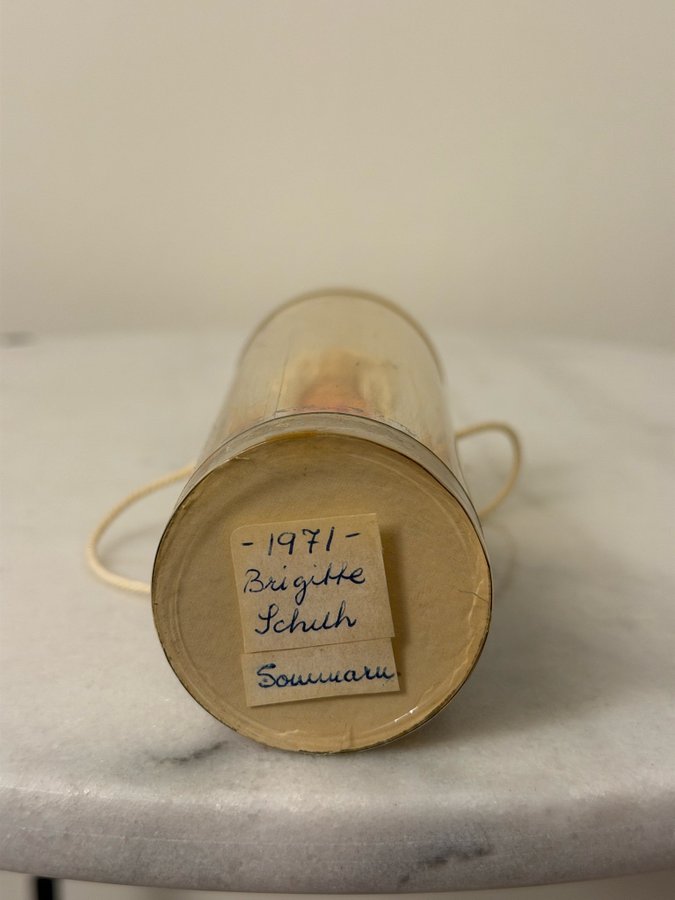 - 1971 -
Brigitte
Schuh
Sommaru